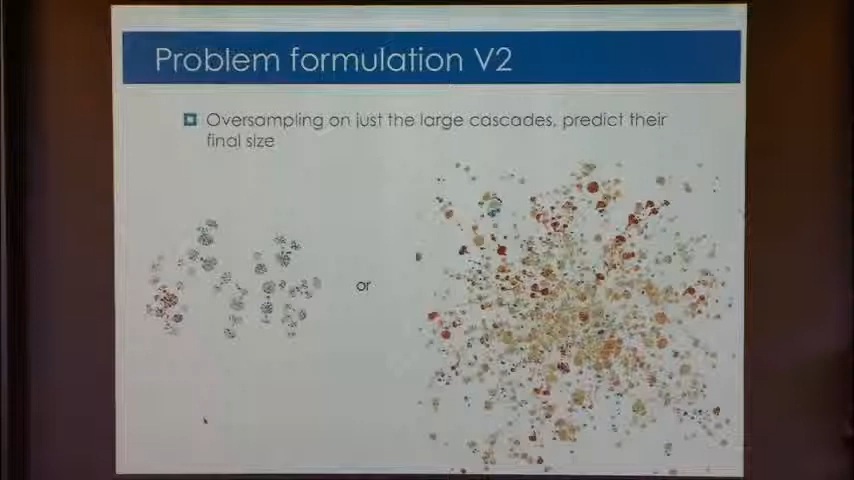 Problem formulation V2
Oversampling on just the large cascades, predict their
final size
or